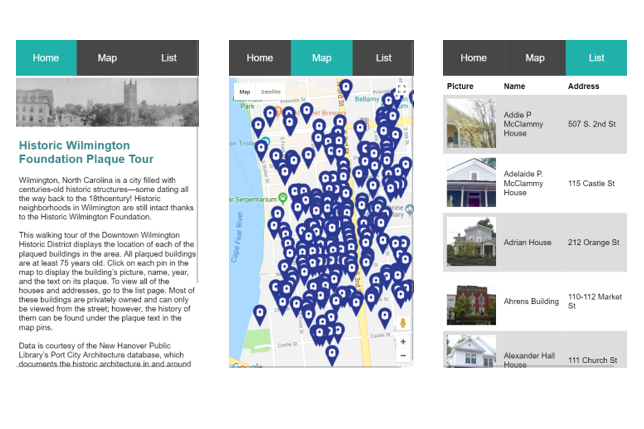 Home Map List
Historic Wilmington
Foundation Plaque Tour
Wilmington, North Carolina is a city filled with
centuries-old historic structures—some dating all
the way back to the 18thcentury! Historic
neighborhoods in Wilmington are still intact thanks
to the Historic Wilmington Foundation.
This walking tour of the Downtown Wilmington
Historic District displays the location of each of the
plaqued buildings in the area. All plaqued buildings
are at least 75 years old. Click on each pin in the
map to display the building's picture, name, year,
and the text on its plaque. To view all of the
houses and addresses, go to the list page. Most of
these buildings are privately owned and can only
be viewed from the street; however, the history of
them can be found under the plaque text in the
map pins.
Data is courtesy of the New Hanover Public
Library's Port City Architecture database, which
documents the historic architecture in and around
Home Map List
Map Satellite
Park
Bellamy
Serpentarium
Cape Fear River
Castle St
Castle St
Google
Home Map List
Picture Name Address
Addie P
McClammy
House
507 S. 2nd St
Adelaide P.
McClammy
House
115 Castle St
Adrian House
212 Orange St
Ahrens Building
110-112 Market
St
Alexander Hall
House
111 Church St